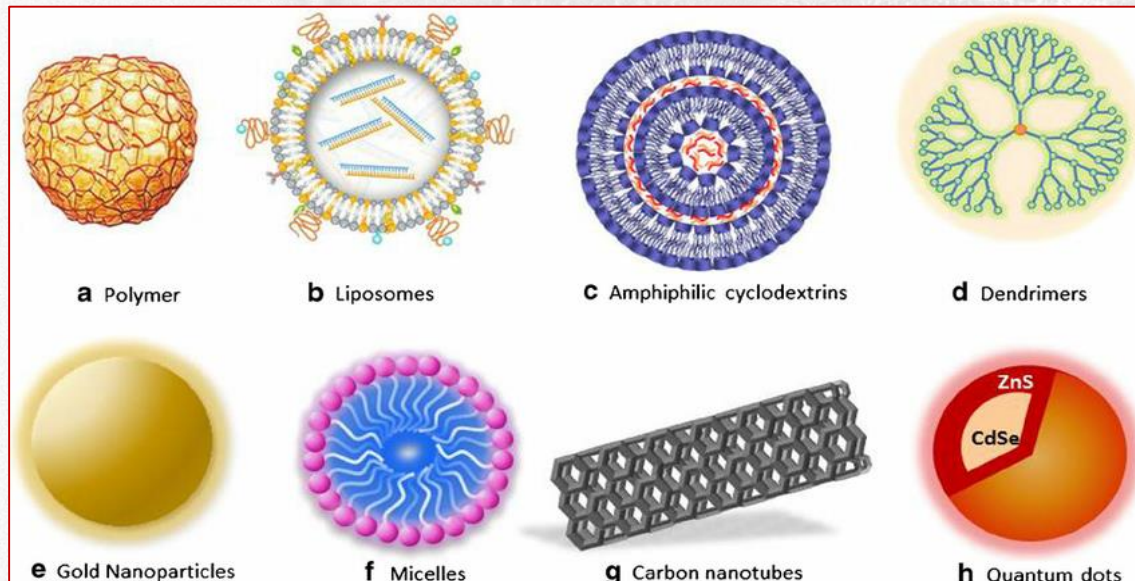 a Polymer
b Liposomes
c Amphiphilic cyclodextrins
d Dendrimers
ZnS
CdSe
e Gold Nanoparticles
f Micelles
g Carbon nanotubes
h Quantum dots